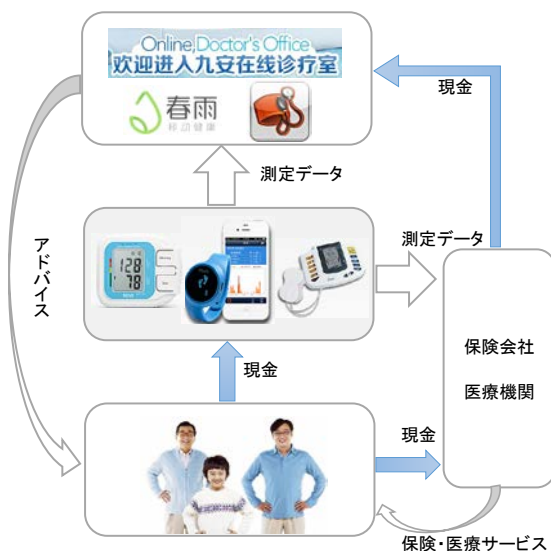 Online,Doctor's Office
欢迎进入九安在线诊疗室
春雨
移动健康
現金
測定データ
アドバイス
128
78
測定データ
保険会社
医療機関
現金
現金
保険・医療サービス